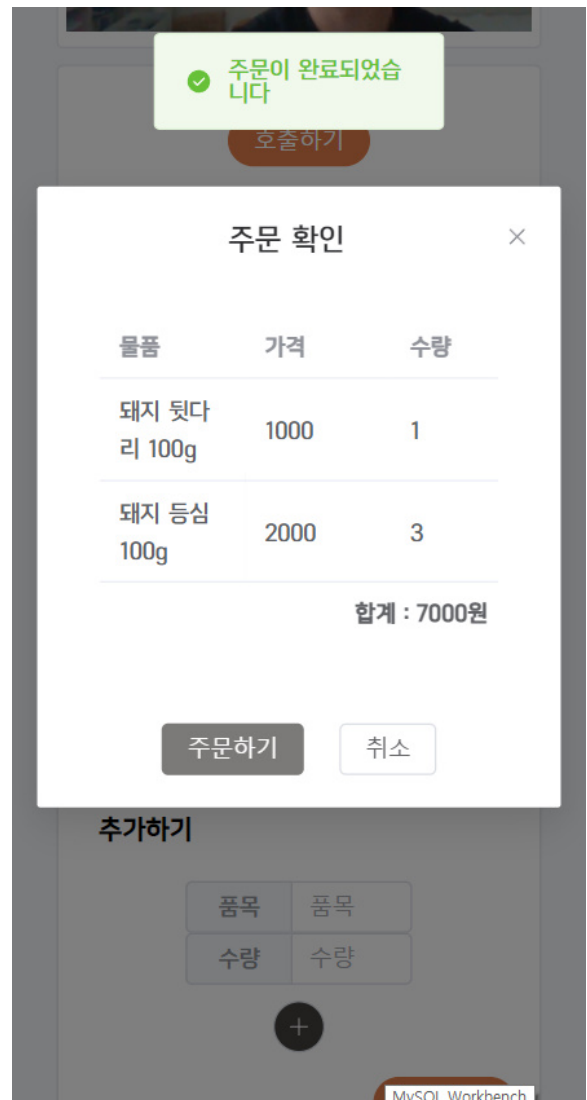 주문이 완료되었습
니다
호출하기
주문 확인
물품 가격 수량
돼지 뒷다
리 100g
1000 1
돼지 등심
100g
2000 3
합계 : 7000원
주문하기 취소
추가하기
품목 품목
수량 수량
MySQL Workbench